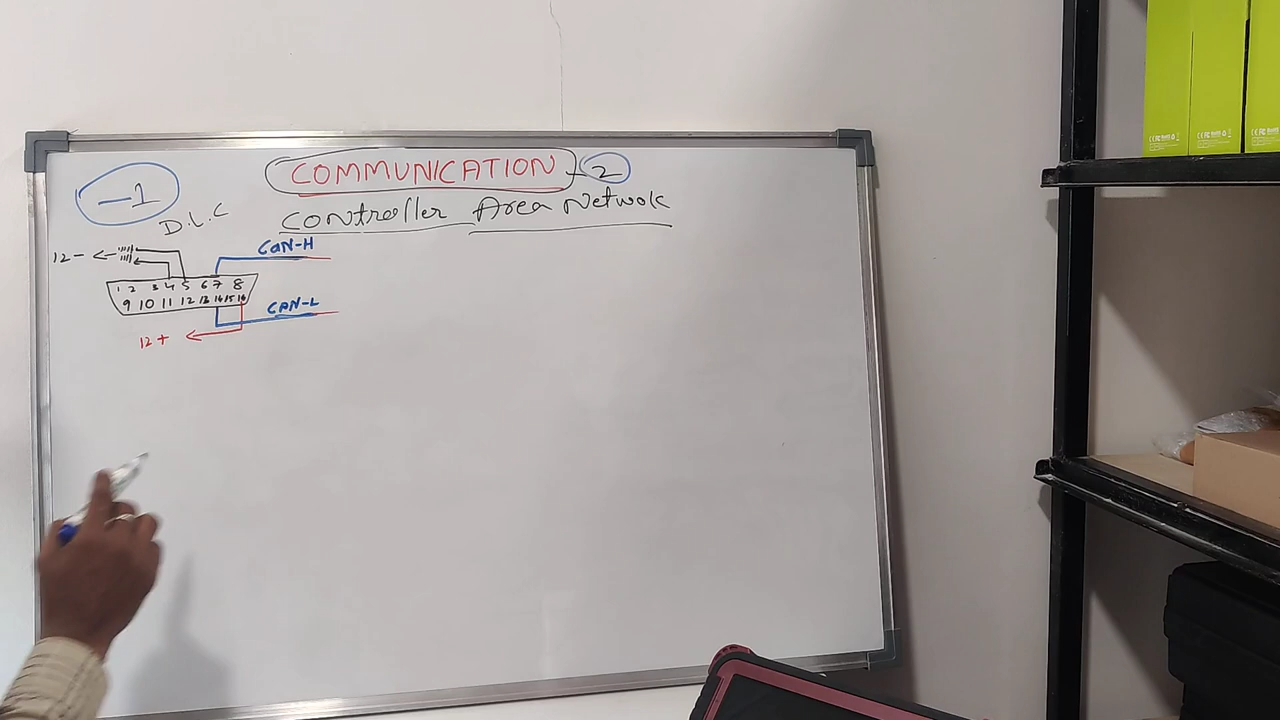 COMMUNICATION - 2
-1
Controller Area Netwok
D.L.C
CAN-H
12-
1 2 3 4 5 6 7 8
9 10 11 12 13 14 15 16
CAN-L
12+